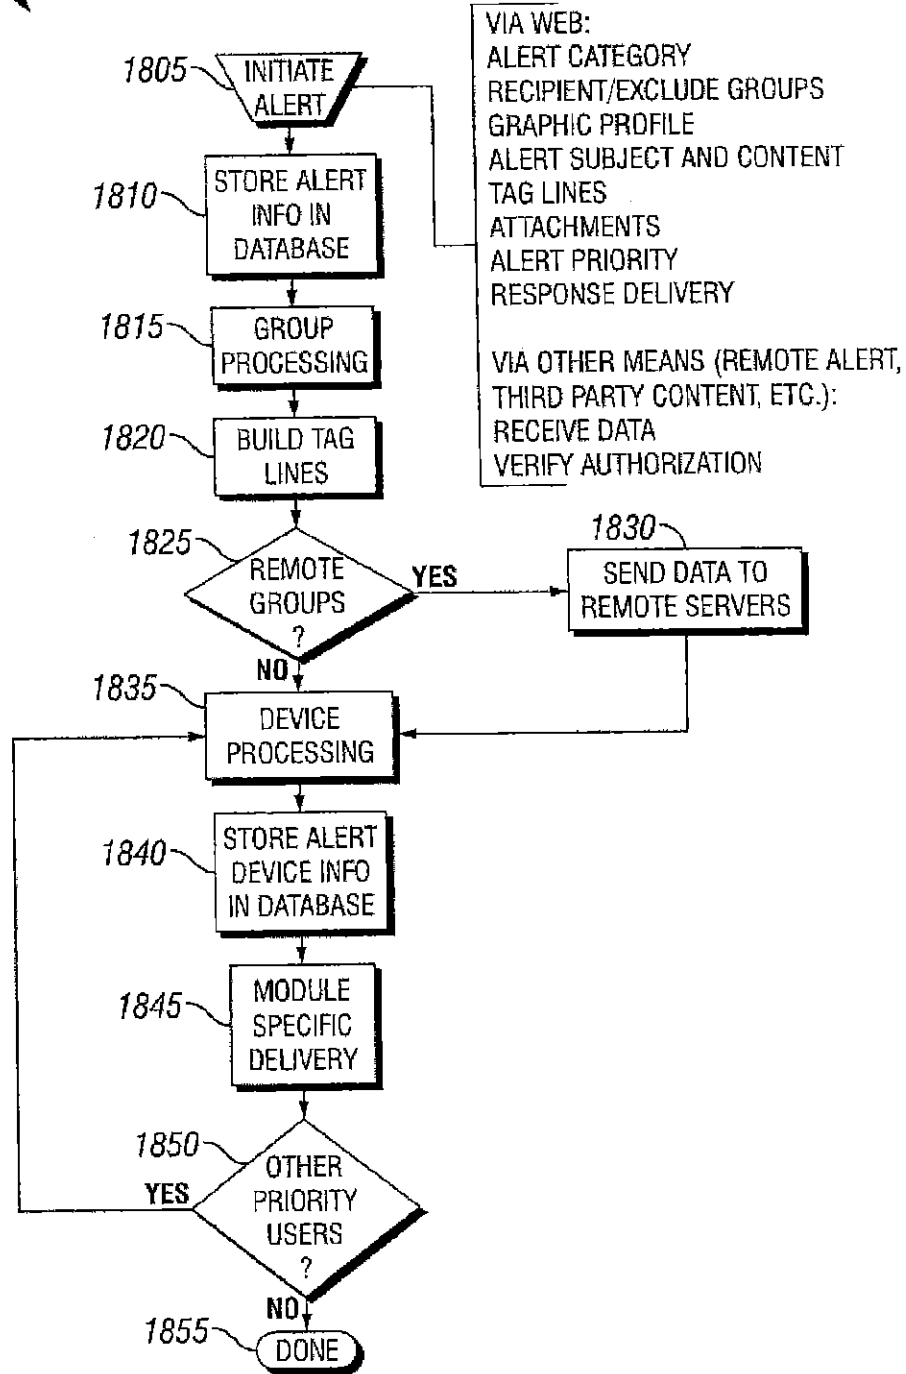 VIA WEB:
ALERT CATEGORY
RECIPIENT/EXCLUDE GROUPS
GRAPHIC PROFILE
ALERT SUBJECT AND CONTENT
TAG LINES
ATTACHMENTS
ALERT PRIORITY
RESPONSE DELIVERY
VIA OTHER MEANS (REMOTE ALERT,
THIRD PARTY CONTENT, ETC.):
RECEIVE DATA
VERIFY AUTHORIZATION
1805
INITIATE
ALERT
1810
STORE ALERT
INFO IN
DATABASE
1815
GROUP
PROCESSING
1820
BUILD TAG
LINES
1825
REMOTE
GROUPS
?
YES
1830
SEND DATA TO
REMOTE SERVERS
NO
1835
DEVICE
PROCESSING
1840
STORE ALERT
DEVICE INFO
IN DATABASE
1845
MODULE
SPECIFIC
DELIVERY
1850
OTHER
PRIORITY
USERS
?
YES
NO
1855
DONE